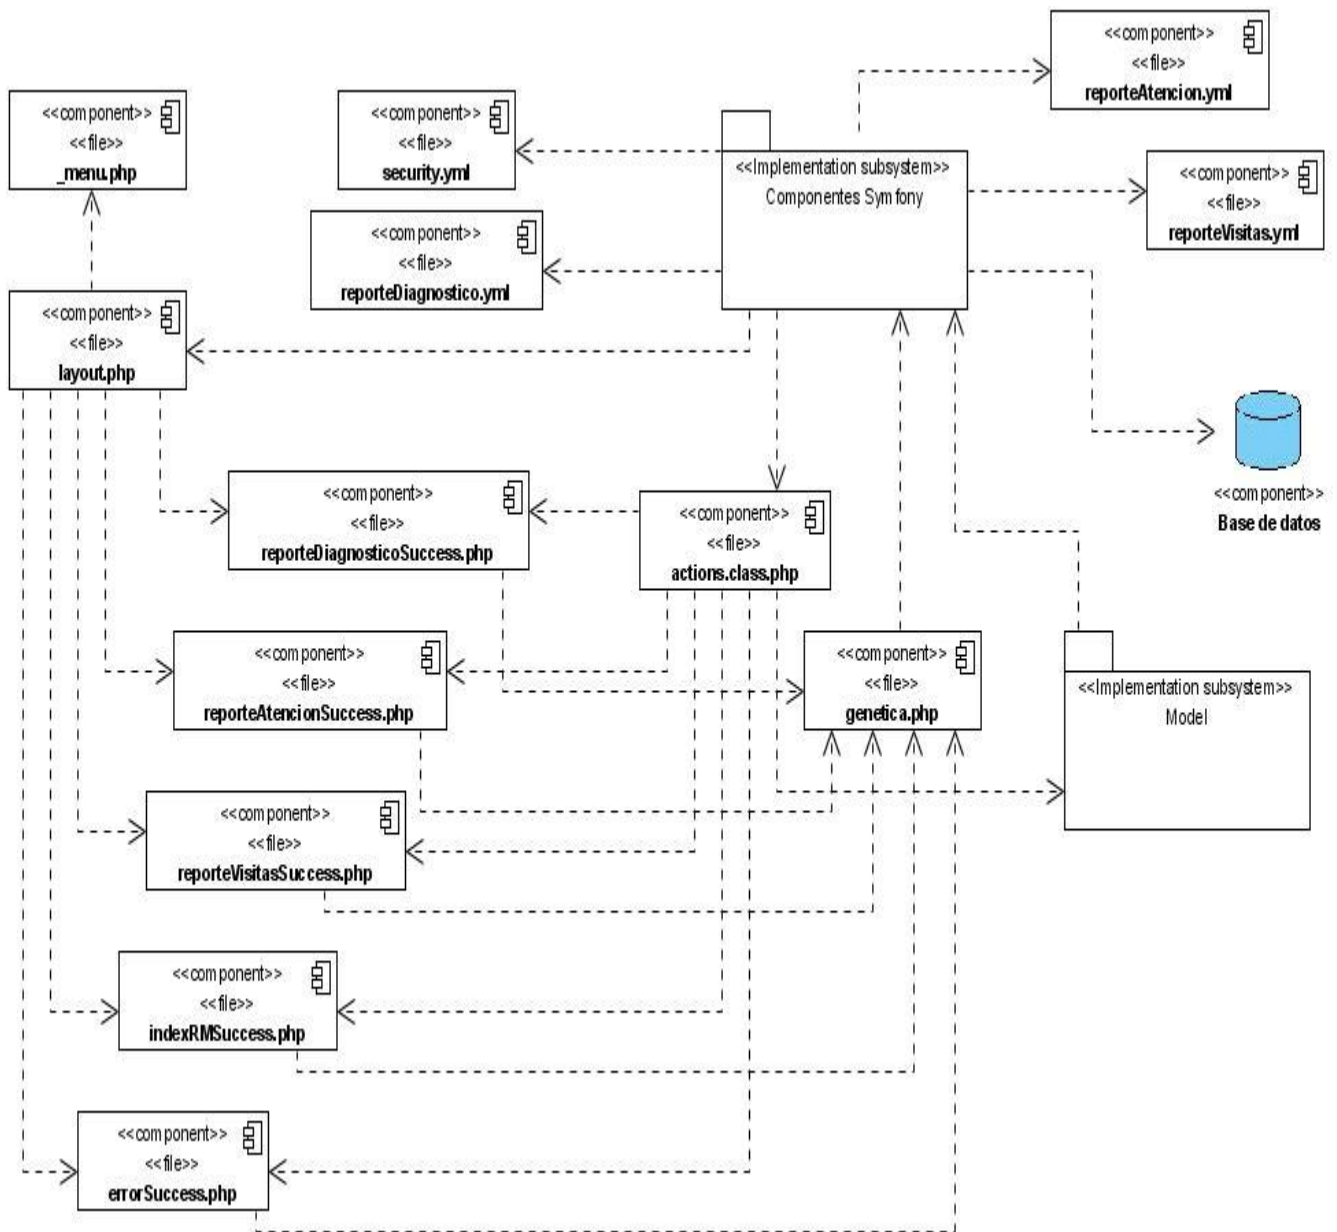 <<component>>
<<file>>
reporteAtencion.yml
<<component>>
<<file>>
_menu.php
<<component>>
<<file>>
security.yml
<<Implementation subsystem>>
Componentes Symfony
<<component>>
<<file>>
reporteVisitas.yml
<<component>>
<<file>>
reporteDiagnostico.yml
<<component>>
<<file>>
layout.php
<<component>>
Base de datos
<<component>>
<<file>>
reporteDiagnosticoSuccess.php
<<component>>
<<file>>
actions.class.php
<<component>>
<<file>>
reporteAtencionSuccess.php
<<component>>
<<file>>
genetica.php
<<Implementation subsystem>>
Model
<<component>>
<<file>>
reporteVisitasSuccess.php
<<component>>
<<file>>
indexRMSuccess.php
<<component>>
<<file>>
errorSuccess.php